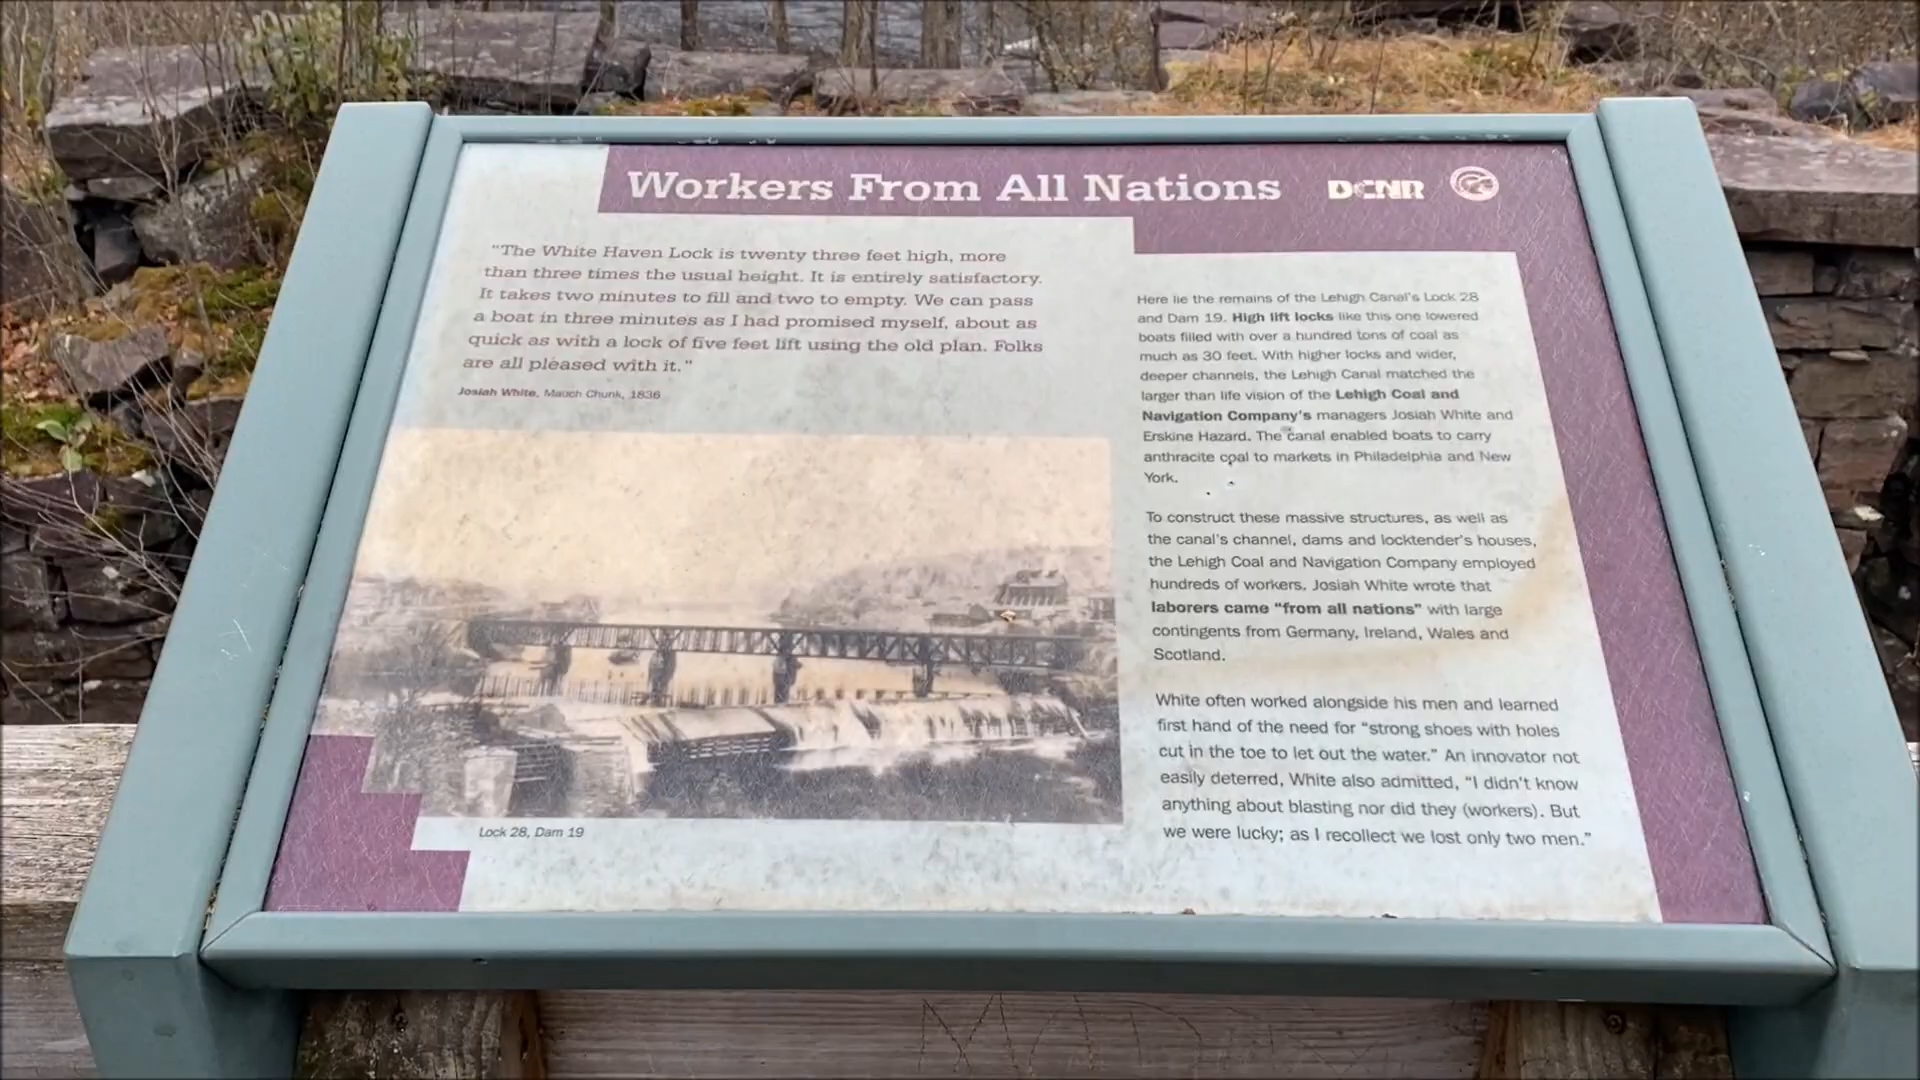 Workers From All Nations
DCNR
"The White Haven Lock is twenty three feet high, more
than three times the usual height. It is entirely satisfactory.
It takes two minutes to fill and two to empty. We can pass
a boat in three minutes as I had promised myself, about as
quick as with a lock of five feet lift using the old plan. Folks
are all pleased with it."
Josiah White, Mauch Chunk, 1836
Lock 28, Dam 19
Here lie the remains of the Lehigh Canal's Lock 28
and Dam 19. High lift locks like this one lowered
boats filled with over a hundred tons of coal as
much as 30 feet. With higher locks and wider,
deeper channels, the Lehigh Canal matched the
larger than life vision of the Lehigh Coal and
Navigation Company's managers Josiah White and
Erskine Hazard. The canal enabled boats to carry
anthracite coal to markets in Philadelphia and New
York.
To construct these massive structures, as well as
the canal's channel, dams and locktender's houses,
the Lehigh Coal and Navigation Company employed
hundreds of workers. Josiah White wrote that
laborers came "from all nations" with large
contingents from Germany, Ireland, Wales and
Scotland.
White often worked alongside his men and learned
first hand of the need for "strong shoes with holes
cut in the toe to let out the water." An innovator not
easily deterred, White also admitted, "I didn't know
anything about blasting nor did they (workers). But
we were lucky; as I recollect we lost only two men."